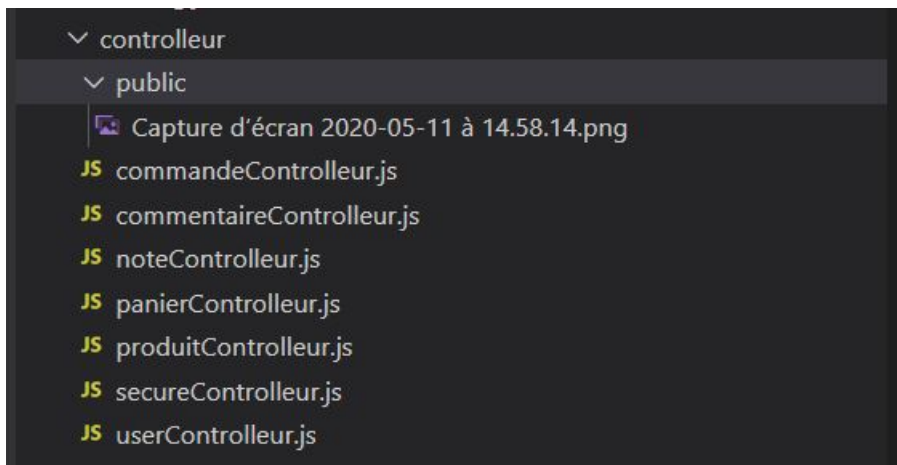 controlleur
public
Capture d'écran 2020-05-11 à 14.58.14.png
JS commandeControlleur.js
JS commentaireControlleur.js
JS noteControlleur.js
JS panierControlleur.js
JS produitControlleur.js
JS secureControlleur.js
JS userControlleur.js